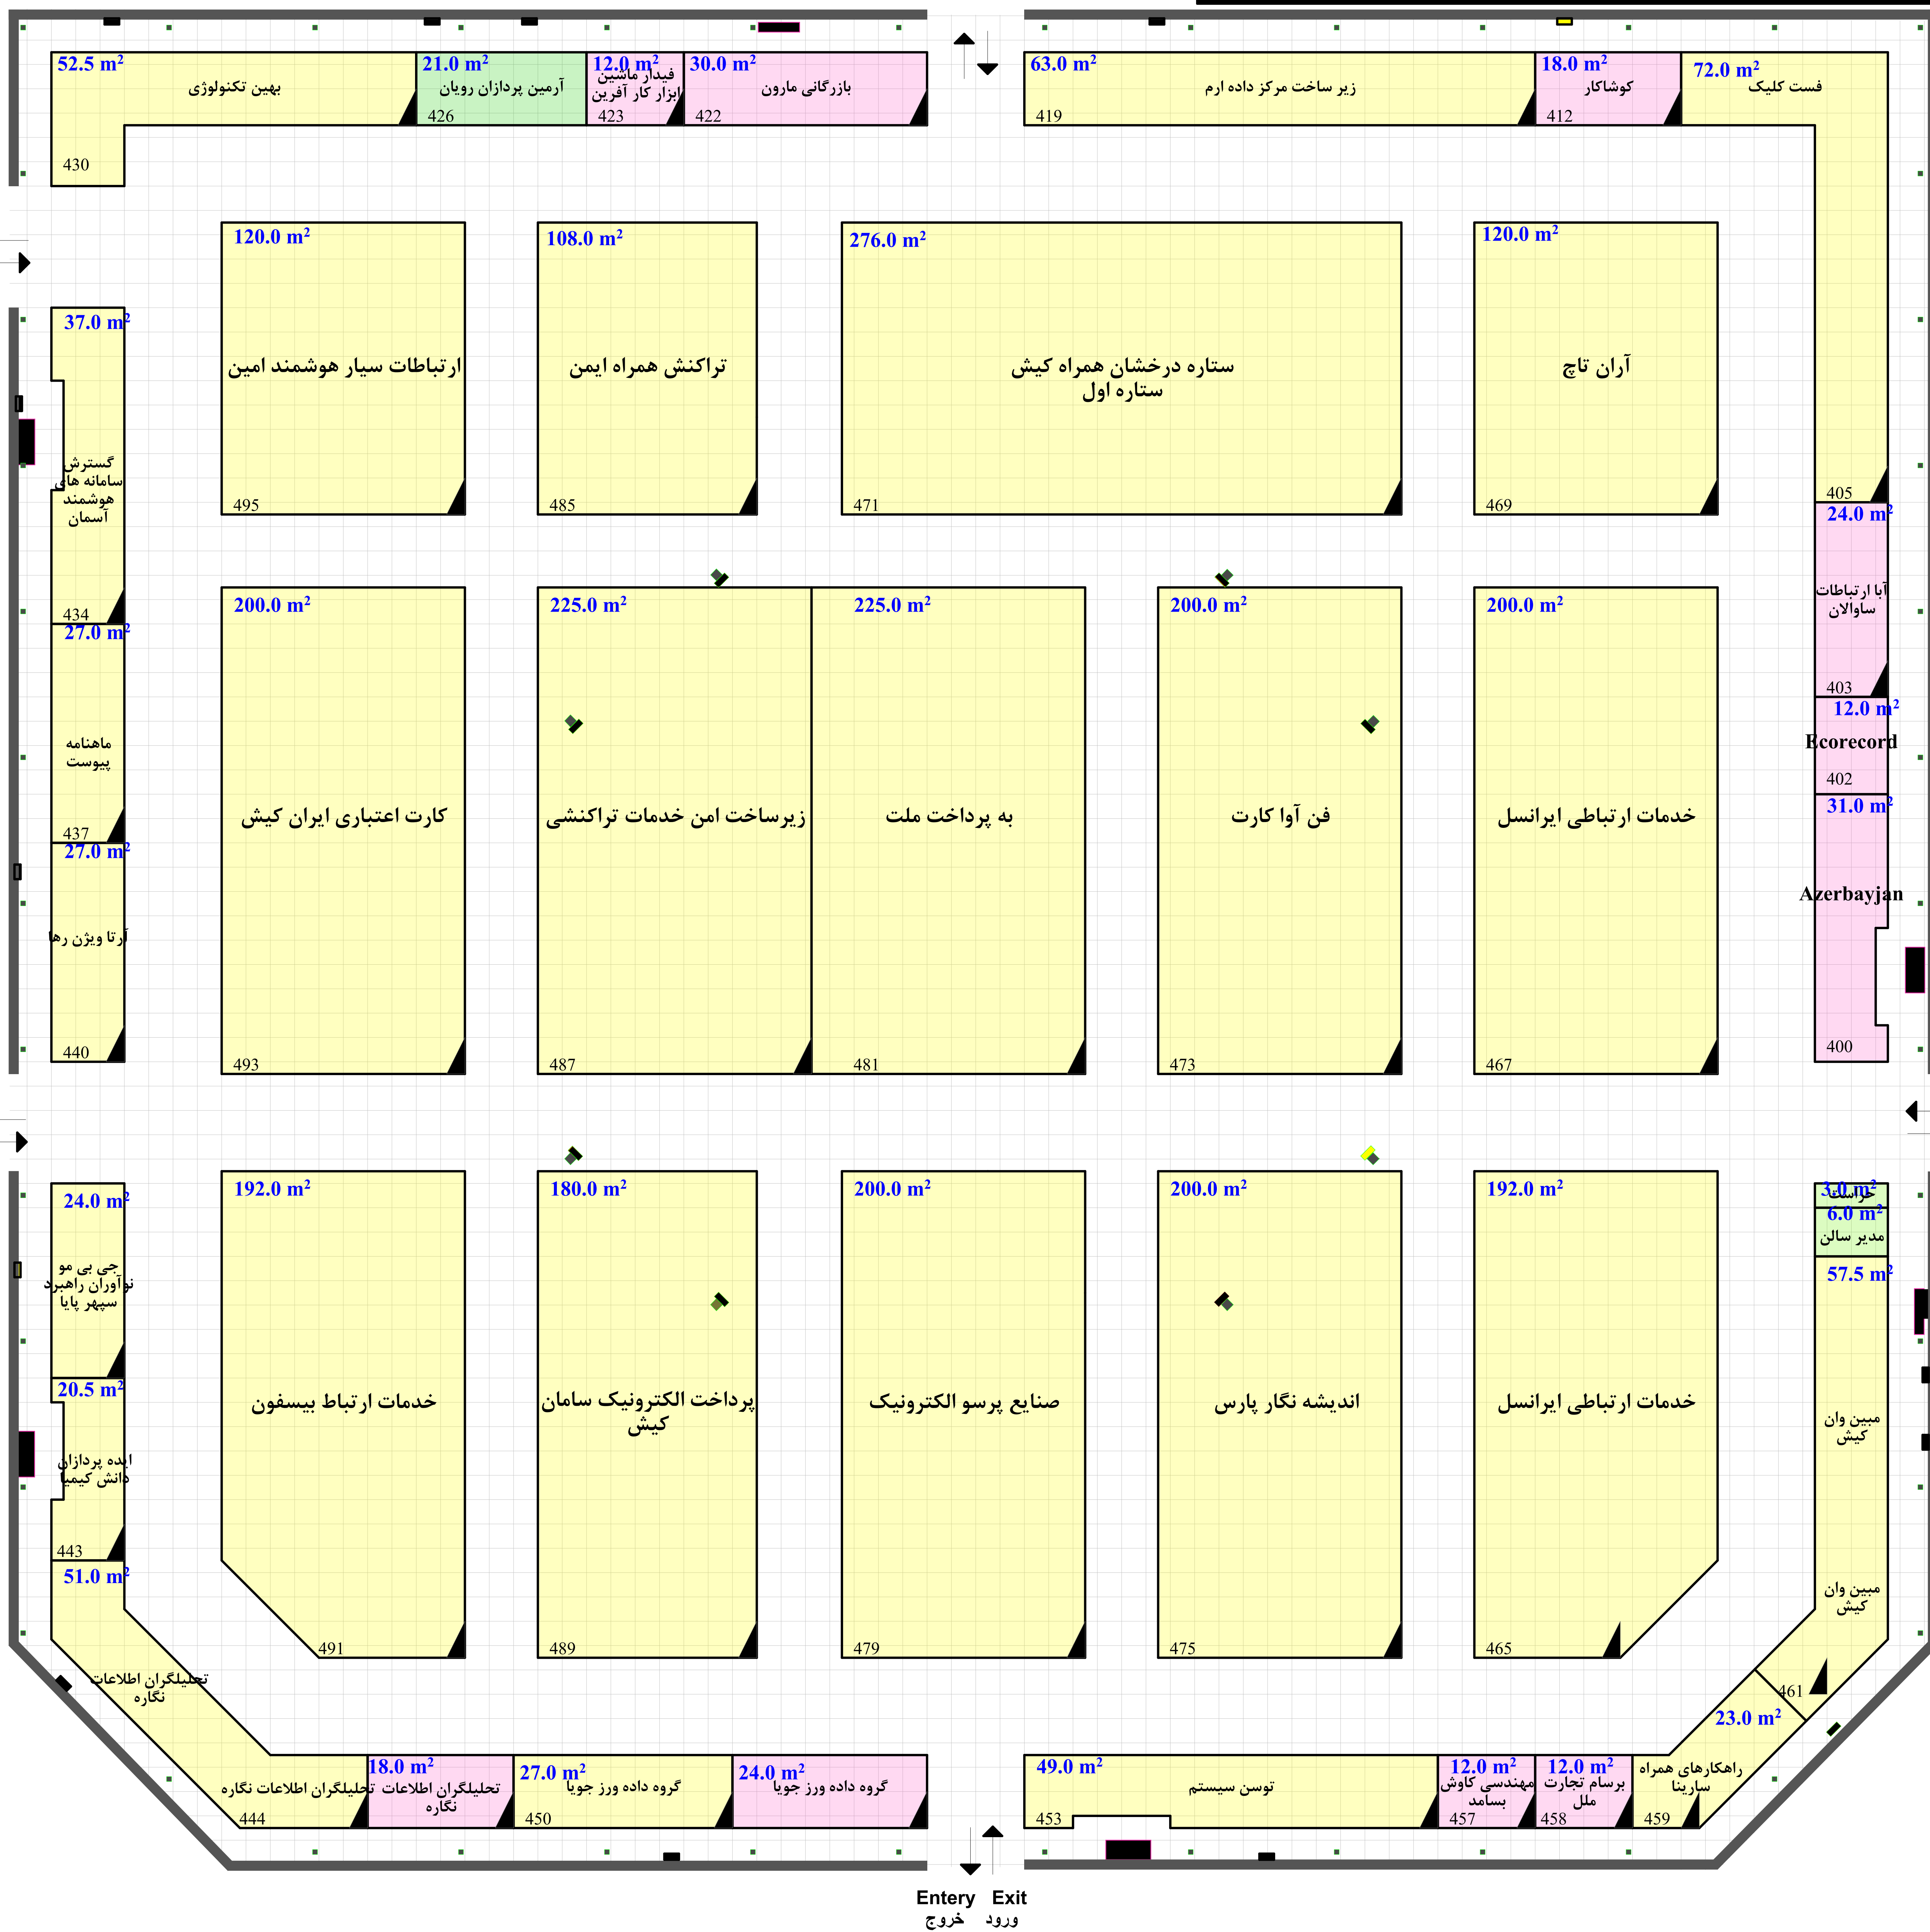 52.5 m²
بهین تکنولوژی
430
21.0 m²
آرمین پردازان رویان
426
12.0 m²
فیدار ماشین
ابزار کار آفرین
423
30.0 m²
بازرگانی مارون
422
63.0 m²
زیر ساخت مرکز داده ارم
419
18.0 m²
کوشاکار
412
72.0 m²
فست کلیک
405
120.0 m²
ارتباطات سیار هوشمند امین
495
108.0 m²
تراکنش همراه ایمن
485
276.0 m²
ستاره درخشان همراه کیش
ستاره اول
471
120.0 m²
آران تاچ
469
37.0 m²
گسترش
سامانه های
هوشمند
آسمان
434
27.0 m²
ماهنامه
پیوست
437
27.0 m²
آرتا ویژن رها
440
200.0 m²
کارت اعتباری ایران کیش
493
225.0 m²
زیرساخت امن خدمات تراکنشی
487
225.0 m²
به پرداخت ملت
481
200.0 m²
فن آوا کارت
473
200.0 m²
خدمات ارتباطی ایرانسل
467
24.0 m²
آبا ارتباطات
ساوالان
403
12.0 m²
Ecorecord
402
31.0 m²
Azerbayjan
400
24.0 m²
جی بی مو
نوآوران راهبرد
سپهر پایا
20.5 m²
ایده پردازان
دانش کیمیا
443
51.0 m²
تحلیلگران اطلاعات
نگاره
تحلیلگران اطلاعات نگاره
444
192.0 m²
خدمات ارتباط بیسفون
491
180.0 m²
پرداخت الکترونیک سامان
کیش
489
200.0 m²
صنایع پرسو الکترونیک
479
200.0 m²
اندیشه نگار پارس
475
192.0 m²
خدمات ارتباطی ایرانسل
465
3.0 m²
حراست
6.0 m²
مدیر سالن
57.5 m²
مبین وان
کیش
مبین وان
کیش
461
18.0 m²
تحلیلگران اطلاعات
نگاره
27.0 m²
گروه داده ورز جویا
450
24.0 m²
گروه داده ورز جویا
49.0 m²
توسن سیستم
453
12.0 m²
مهندسی کاوش
بسامد
457
12.0 m²
برسام تجارت
ملل
458
23.0 m²
راهکارهای همراه
سارینا
459
Entery Exit
خروج ورود